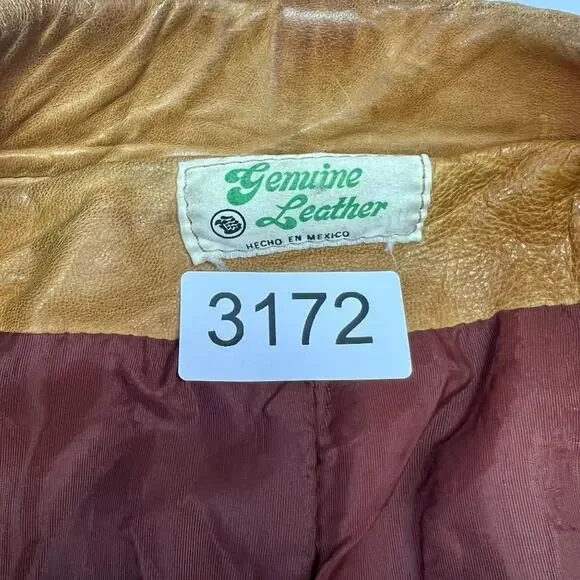 Genuine
Leather
HECHO EN MEXICO
3172